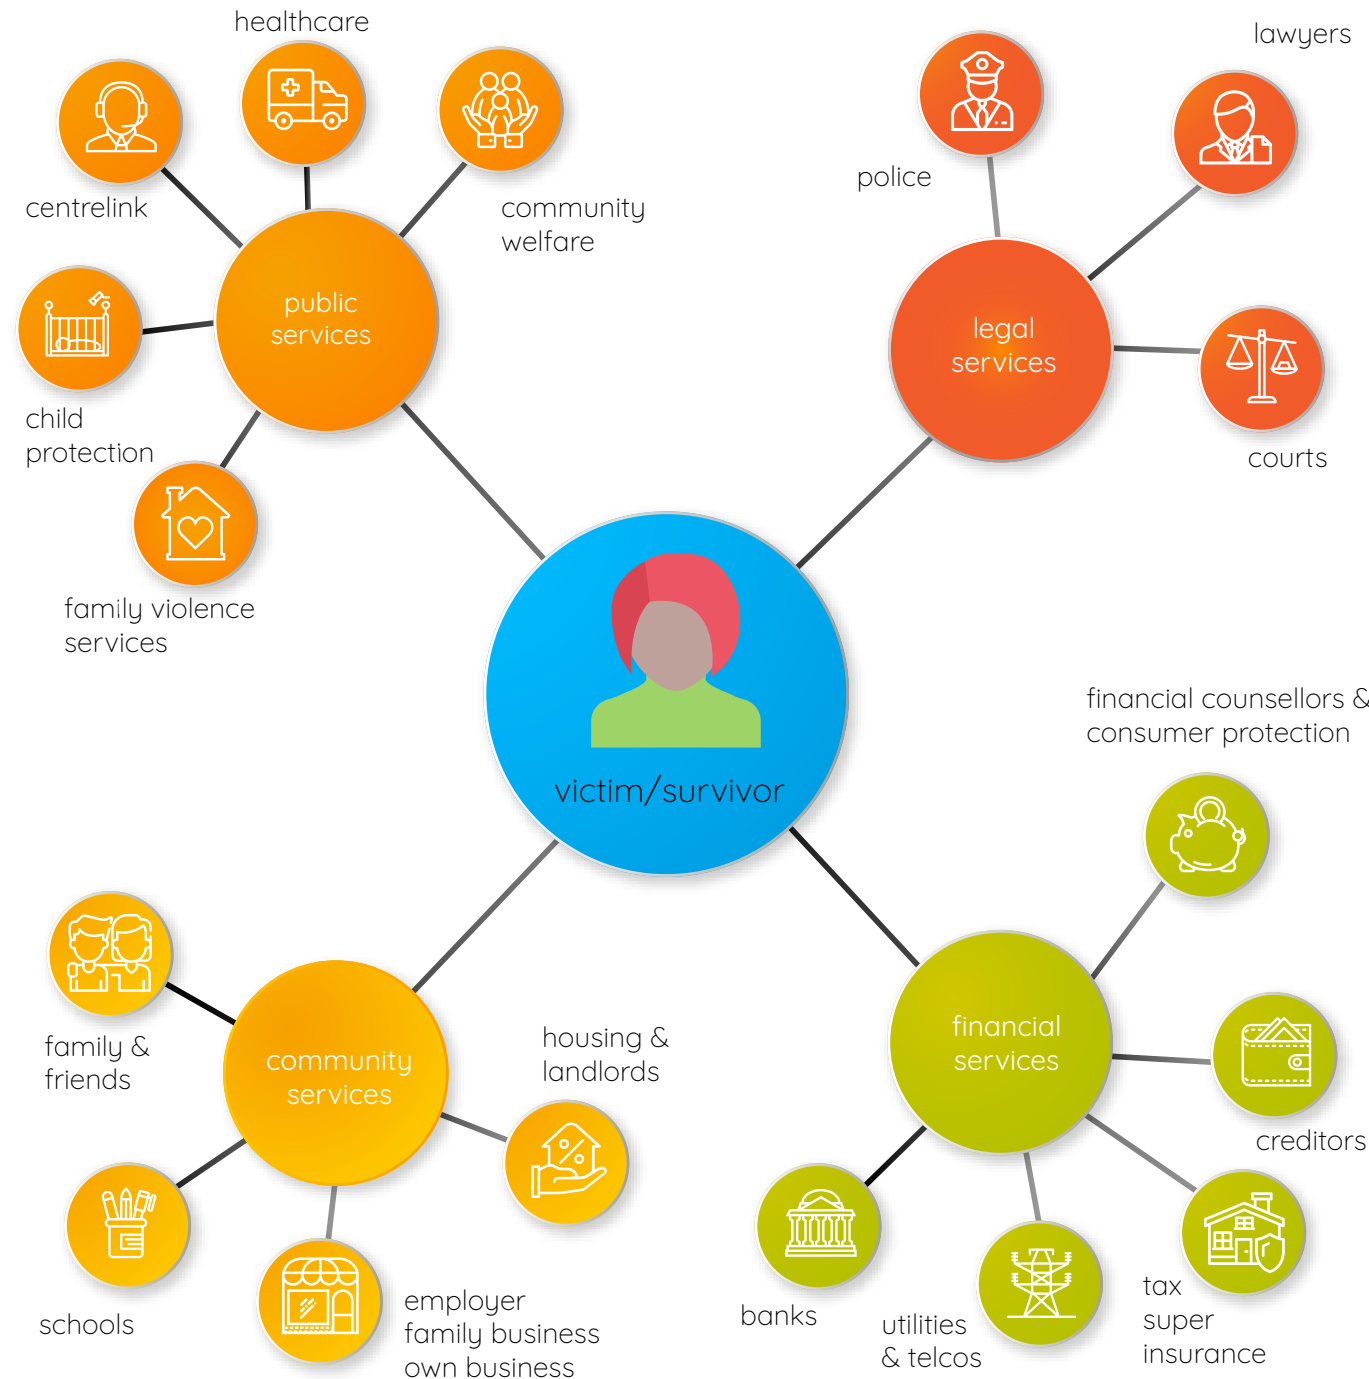 healthcare
centrelink
community
welfare
public
services
child
protection
family violence
services
police
lawyers
legal
services
courts
victim/survivor
financial counsellors &
consumer protection
family &
friends
community
services
housing &
landlords
schools
employer
family business
own business
financial
services
creditors
banks
utilities
& telcos
tax
super
insurance